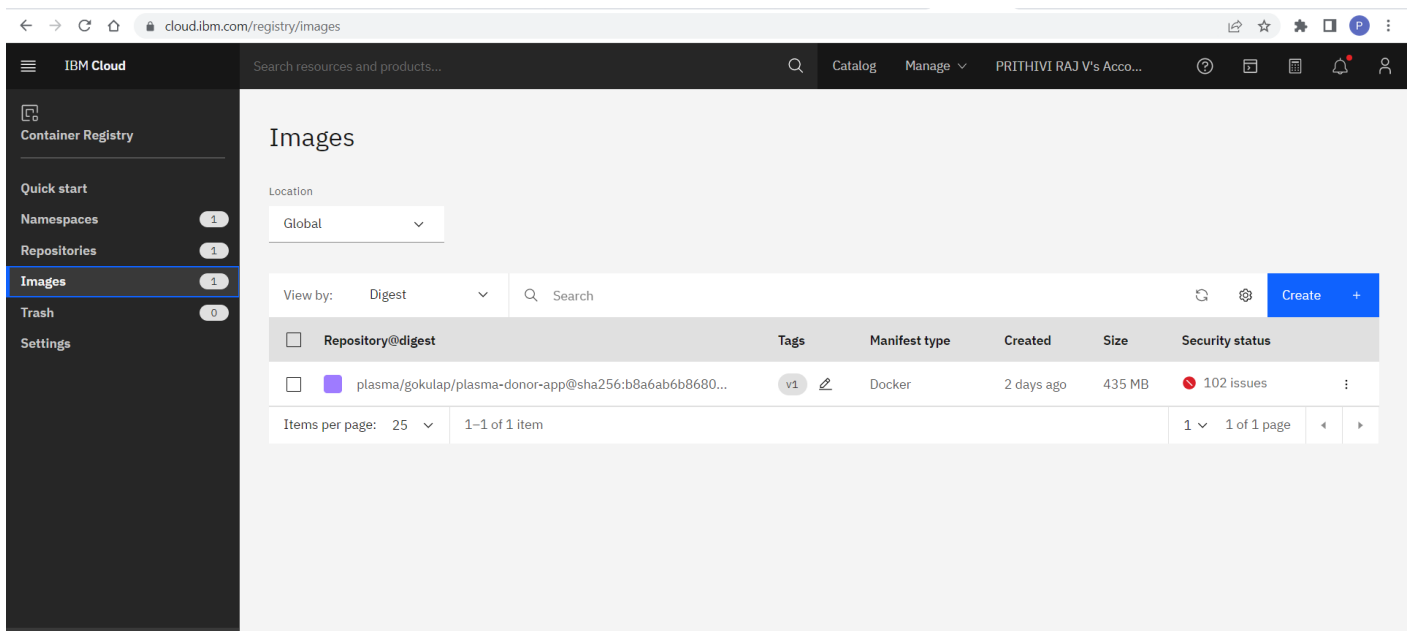 cloud.ibm.com/registry/images
P
IBM Cloud
Search resources and products...
Catalog
Manage
PRITHIVI RAJ V's Acco...
Container Registry
Quick start
Namespaces 1
Repositories 1
Images 1
Trash 0
Settings
Images
Location
Global
View by: Digest
Search
Create +
Repository@digest Tags Manifest type Created Size Security status
plasma/gokulap/plasma-donor-app@sha256:b8a6ab6b8680... v1 Docker 2 days ago 435 MB 102 issues
Items per page: 25 1–1 of 1 item 1 1 of 1 page